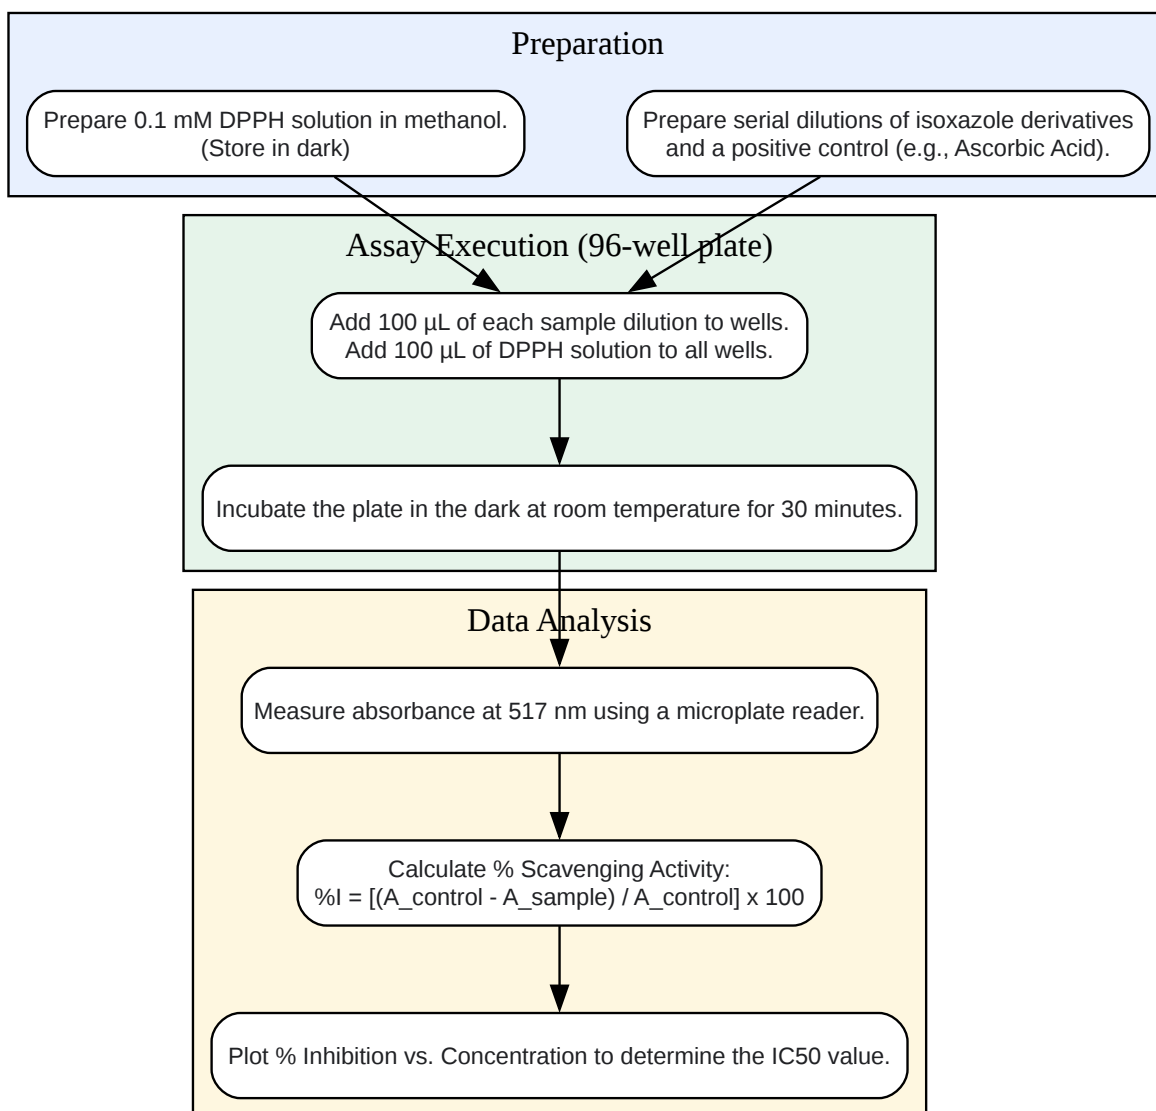 Preparation
Prepare 0.1 mM DPPH solution in methanol.
(Store in dark)
Prepare serial dilutions of isoxazole derivatives
and a positive control (e.g., Ascorbic Acid).
Assay Execution (96-well plate)
Add 100 µL of each sample dilution to wells.
Add 100 µL of DPPH solution to all wells.
Incubate the plate in the dark at room temperature for 30 minutes.
Data Analysis
Measure absorbance at 517 nm using a microplate reader.
Calculate % Scavenging Activity:
%I = [(A_control - A_sample) / A_control] x 100
Plot % Inhibition vs. Concentration to determine the IC50 value.